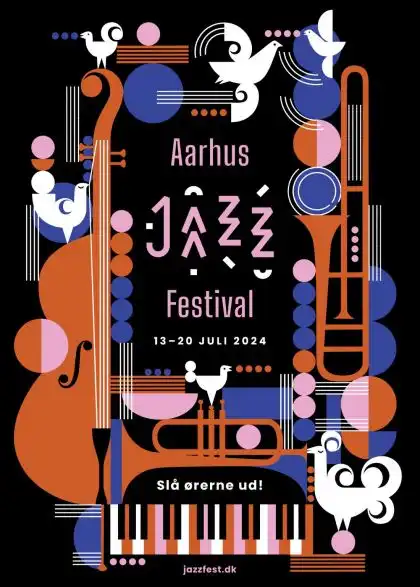 Aarhus
JAZZ
Festival
13–20 JULI 2024
Slå ørerne ud!
jazzfest.dk